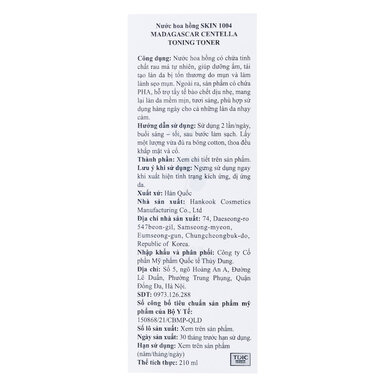 Nước hoa hồng SKIN 1004
MADAGASCAR CENTELLA
TONING TONER
Công dụng: Nước hoa hồng có chứa tinh
chất rau má tự nhiên, giúp dưỡng ẩm, tái
tạo làn da bị tổn thương do mụn và làm
lành sẹo mụn. Ngoài ra, sản phẩm có chứa
PHA, hỗ trợ tẩy tế bào chết dịu nhẹ, mang
lại làn da mềm mịn, tươi sáng, phù hợp sử
dụng hàng ngày cho cả những làn da nhạy
cảm.
Hướng dẫn sử dụng: Sử dụng 2 lần/ngày,
buổi sáng – tối, sau bước làm sạch. Lấy
một lượng vừa đủ ra bông cotton, thoa đều
khắp mặt và cổ.
Thành phần: Xem chi tiết trên sản phẩm.
Lưu ý khi sử dụng: Ngưng sử dụng ngay
khi xuất hiện tình trạng kích ứng, dị ứng
da.
Xuất xứ: Hàn Quốc
Nhà sản xuất: Hankook Cosmetics
Manufacturing Co., Ltd
Địa chỉ nhà sản xuất: 74, Daeseong-ro
547beon-gil, Samseong-myeon,
Eumseong-gun, Chungcheongbuk-do,
Republic of Korea.
Nhập khẩu và phân phối: Công ty Cổ
phần Mỹ phẩm Quốc tế Thùy Dung.
Địa chỉ: Số 5, ngõ Hoàng An A, Đường
Lê Duẩn, Phường Trung Phụng, Quận
Đống Đa, Hà Nội.
SĐT: 0973.126.288
Số công bố tiêu chuẩn sản phẩm mỹ
phẩm của Bộ Y Tế:
150868/21/CBMP-QLD
Số lô sản xuất: Xem trên sản phẩm.
Ngày sản xuất: 30 tháng trước hạn sử dụng.
Hạn sử dụng: Xem trên sản phẩm
(năm/tháng/ngày)
Thể tích thực: 210 ml